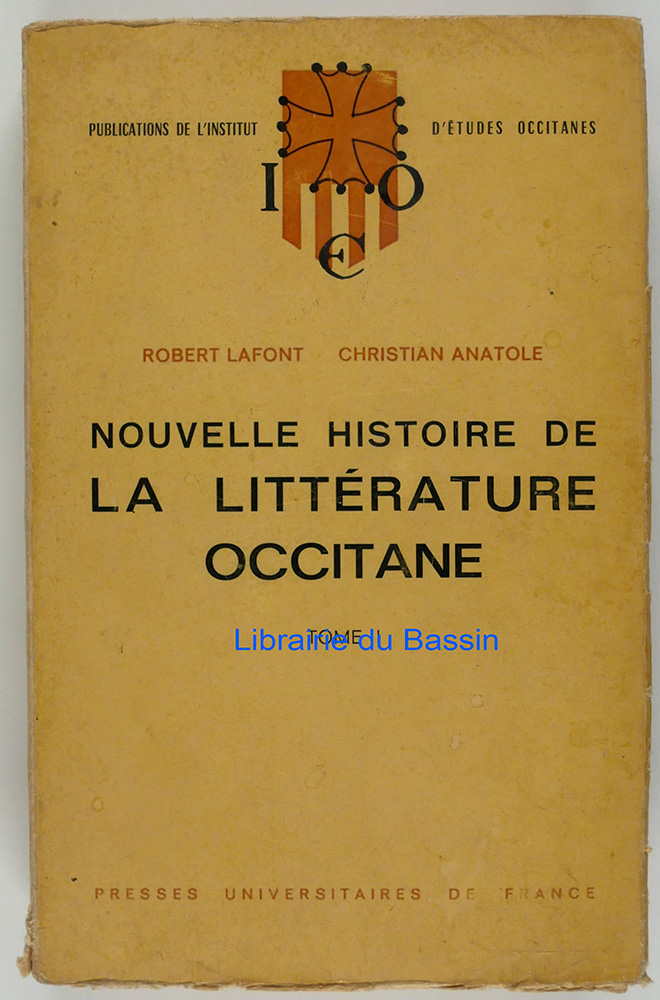 PUBLICATIONS DE L'INSTITUT D'ÉTUDES OCCITANES
I E O
ROBERT LAFONT CHRISTIAN ANATOLE
NOUVELLE HISTOIRE DE
LA LITTÉRATURE
OCCITANE
TOME
Librairie du Bassin
PRESSES UNIVERSITAIRES DE FRANCE